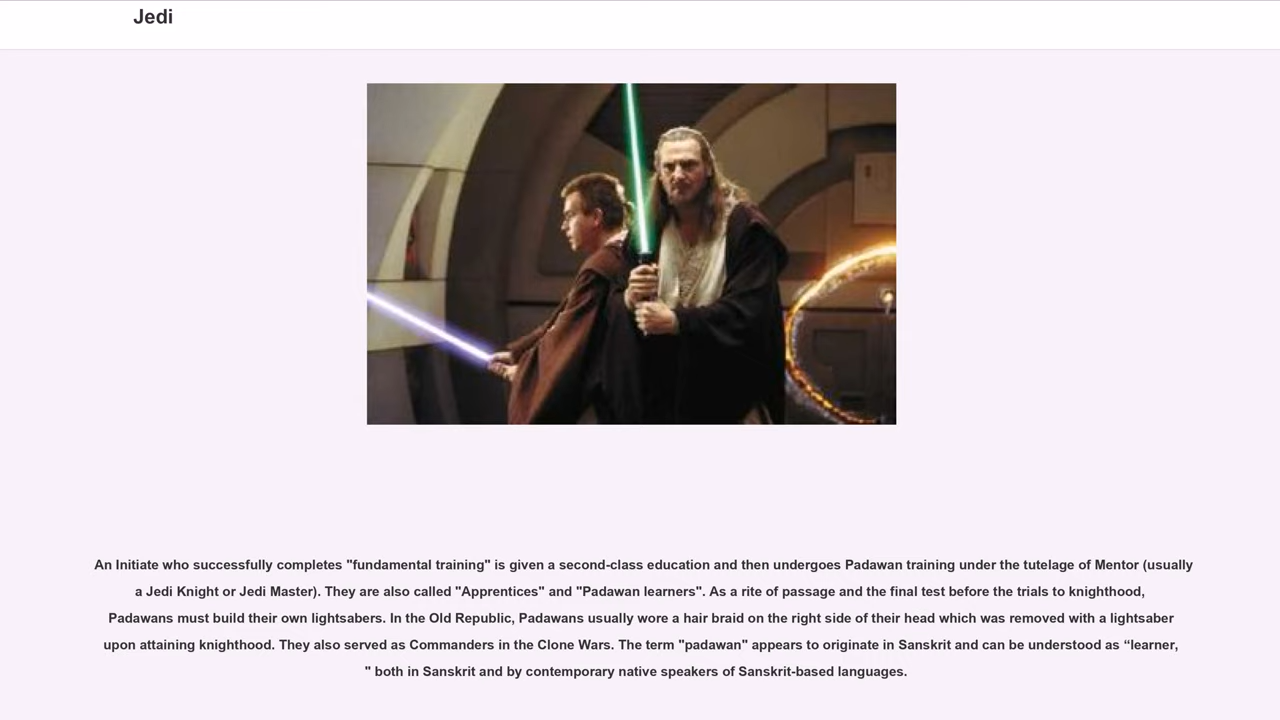 Jedi
An Initiate who successfully completes "fundamental training" is given a second-class education and then undergoes Padawan training under the tutelage of Mentor (usually
a Jedi Knight or Jedi Master). They are also called "Apprentices" and "Padawan learners". As a rite of passage and the final test before the trials to knighthood,
Padawans must build their own lightsabers. In the Old Republic, Padawans usually wore a hair braid on the right side of their head which was removed with a lightsaber
upon attaining knighthood. They also served as Commanders in the Clone Wars. The term "padawan" appears to originate in Sanskrit and can be understood as “learner,
" both in Sanskrit and by contemporary native speakers of Sanskrit-based languages.